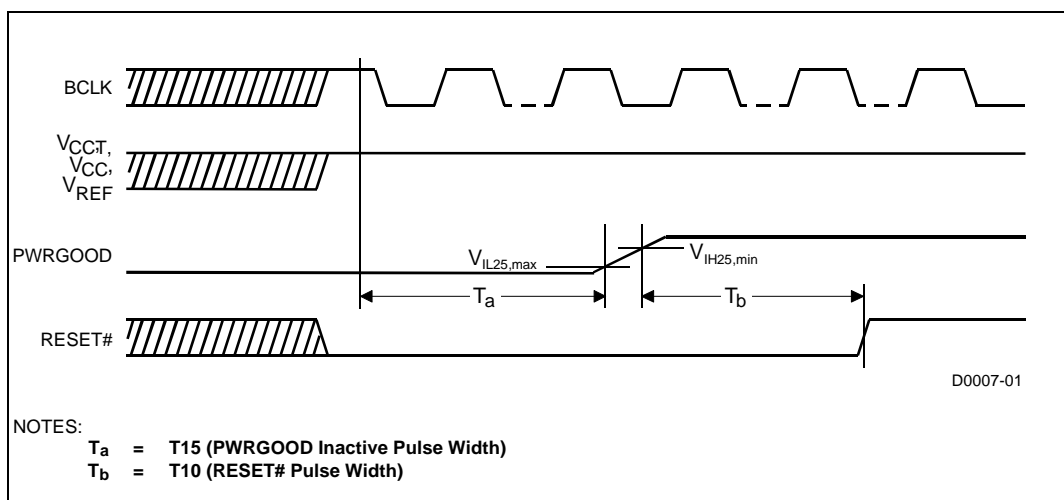 BCLK
VCCT,
VCC,
VREF
PWRGOOD
VIL25,max
VIH25,min
Ta
Tb
RESET#
D0007-01
NOTES:
Ta = T15 (PWRGOOD Inactive Pulse Width)
Tb = T10 (RESET# Pulse Width)